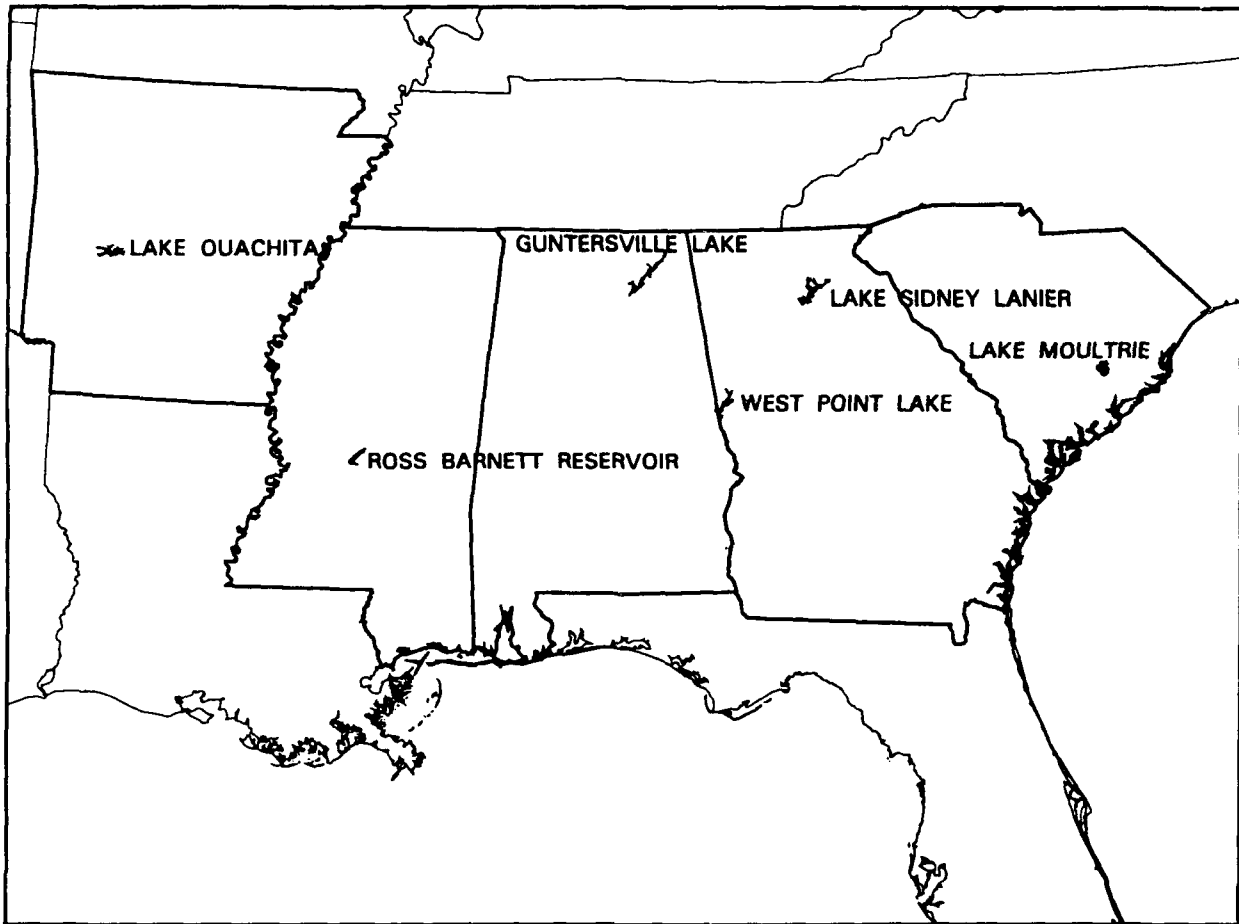 GUNTERSVILLE LAKE
LAKE OUACHITA
LAKE SIDNEY LANIER
LAKE MOULTRIE
WEST POINT LAKE
ROSS BARNETT RESERVOIR